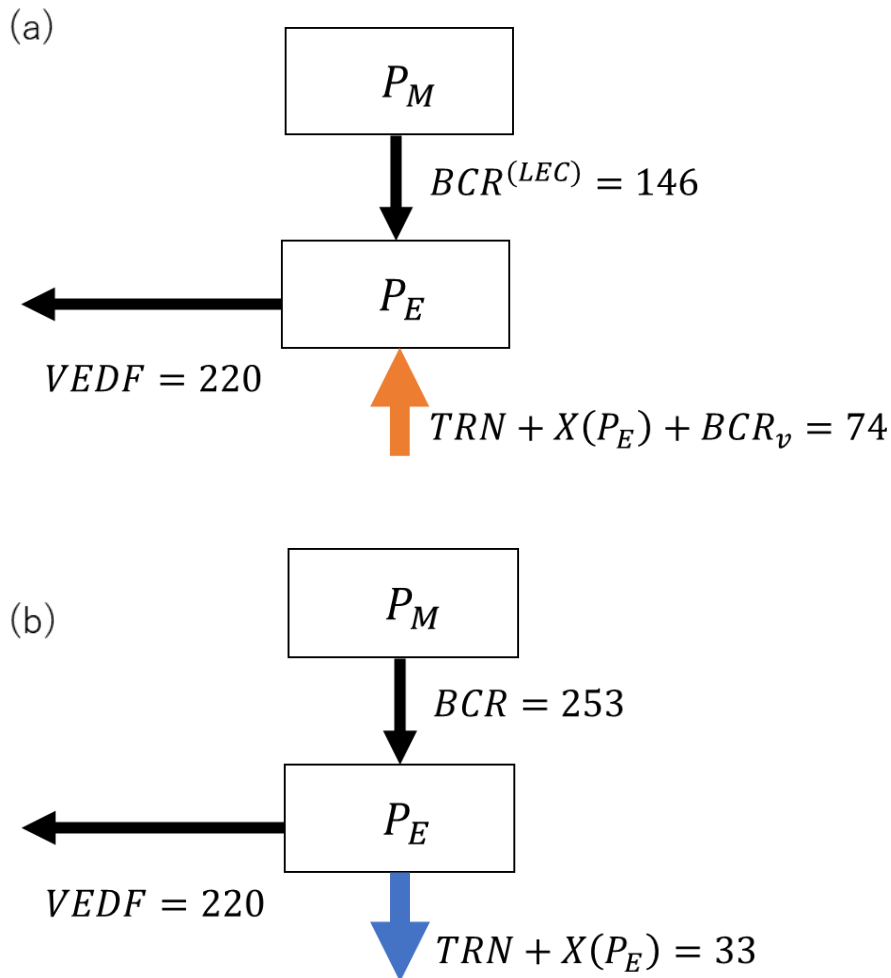 (a)
P_M
BCR^(LEC) = 146
P_E
VEDF = 220
TRN + X(P_E) + BCR_v = 74
(b)
P_M
BCR = 253
P_E
VEDF = 220
TRN + X(P_E) = 33